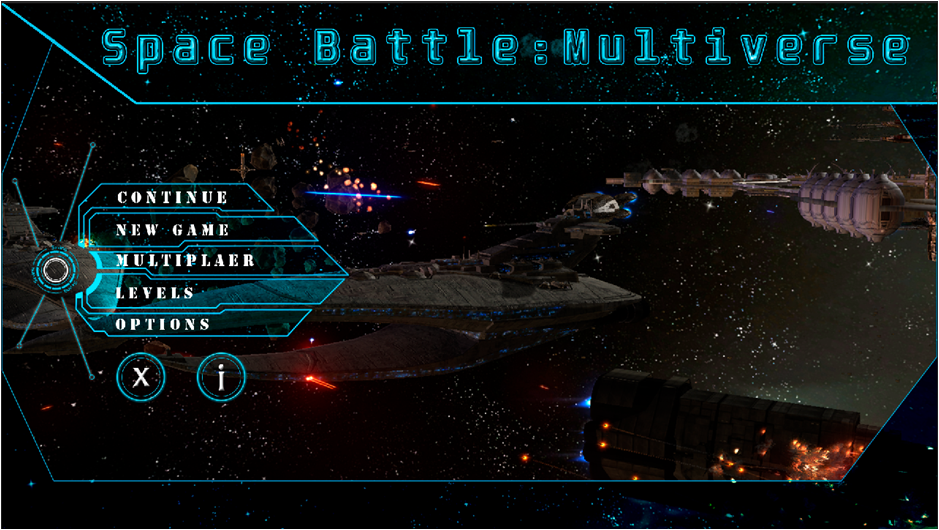 Space Battle:Multiverse
CONTINUE
NEW GAME
MULTIPLAER
LEVELS
OPTIONS
X i